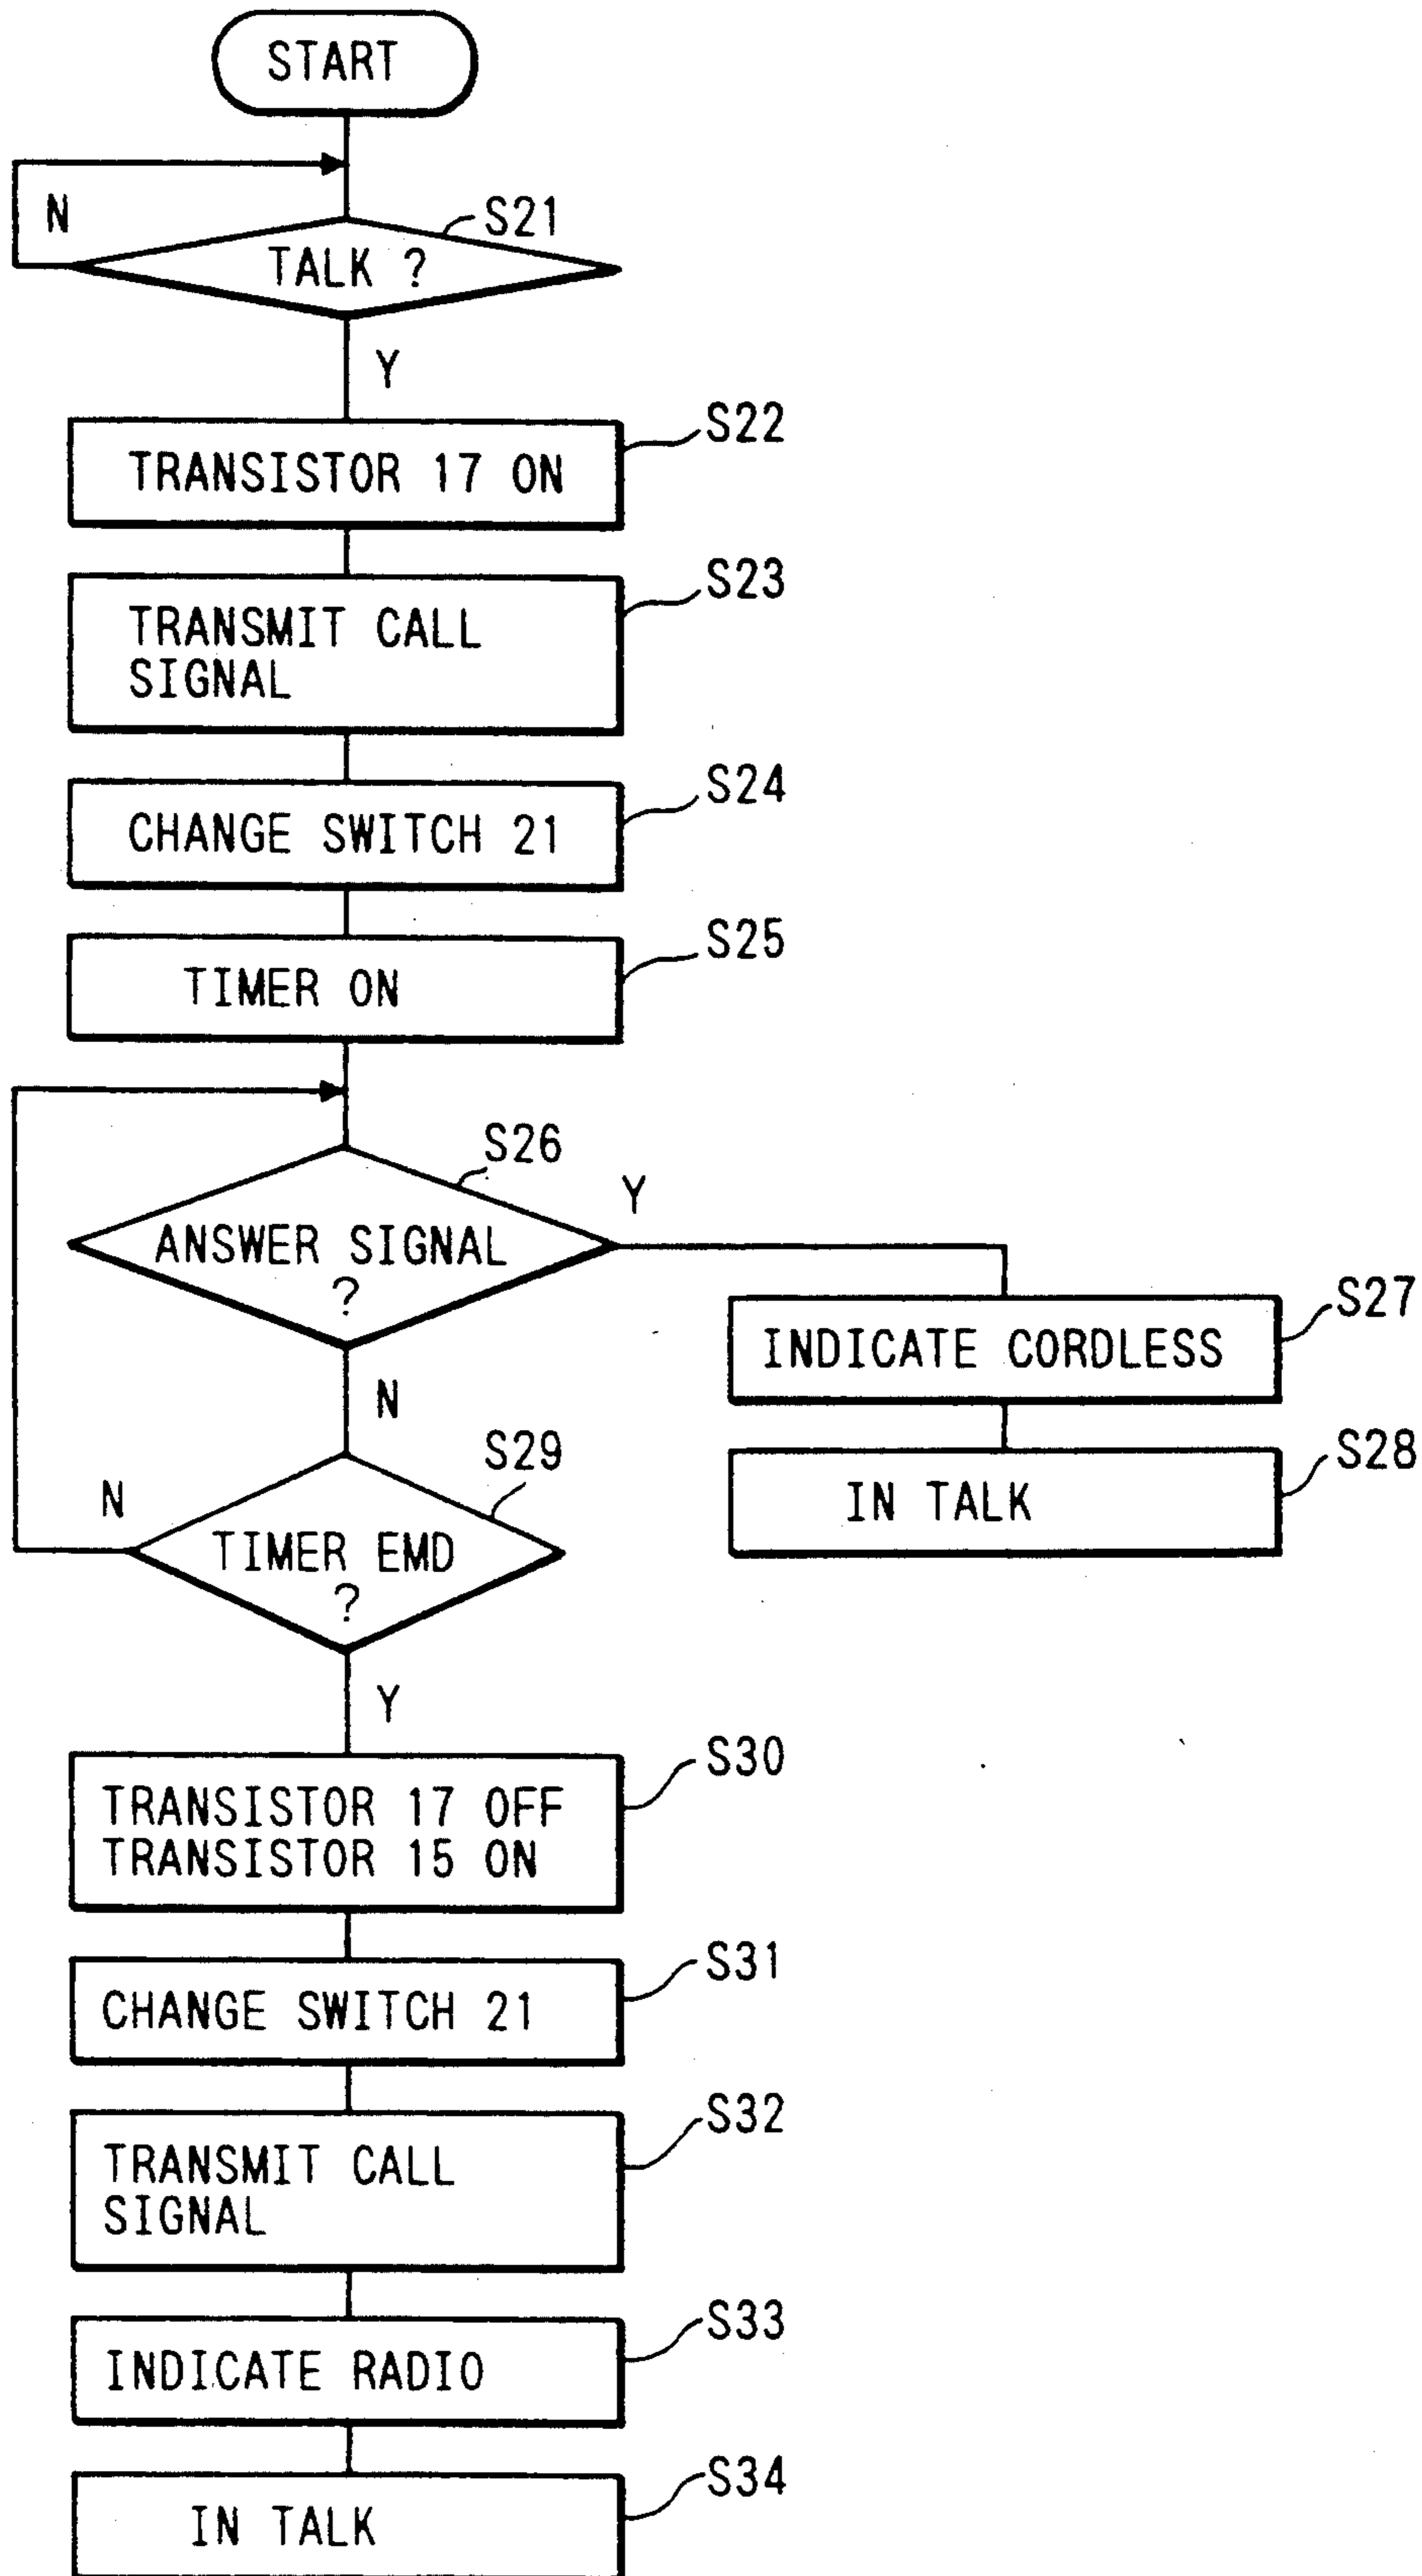 START
N
S21
TALK ?
Y
S22
TRANSISTOR 17 ON
S23
TRANSMIT CALL
SIGNAL
S24
CHANGE SWITCH 21
S25
TIMER ON
S26
Y
ANSWER SIGNAL
?
S27
INDICATE CORDLESS
N
S28
IN TALK
S29
N
TIMER EMD
?
Y
S30
TRANSISTOR 17 OFF
TRANSISTOR 15 ON
S31
CHANGE SWITCH 21
S32
TRANSMIT CALL
SIGNAL
S33
INDICATE RADIO
S34
IN TALK